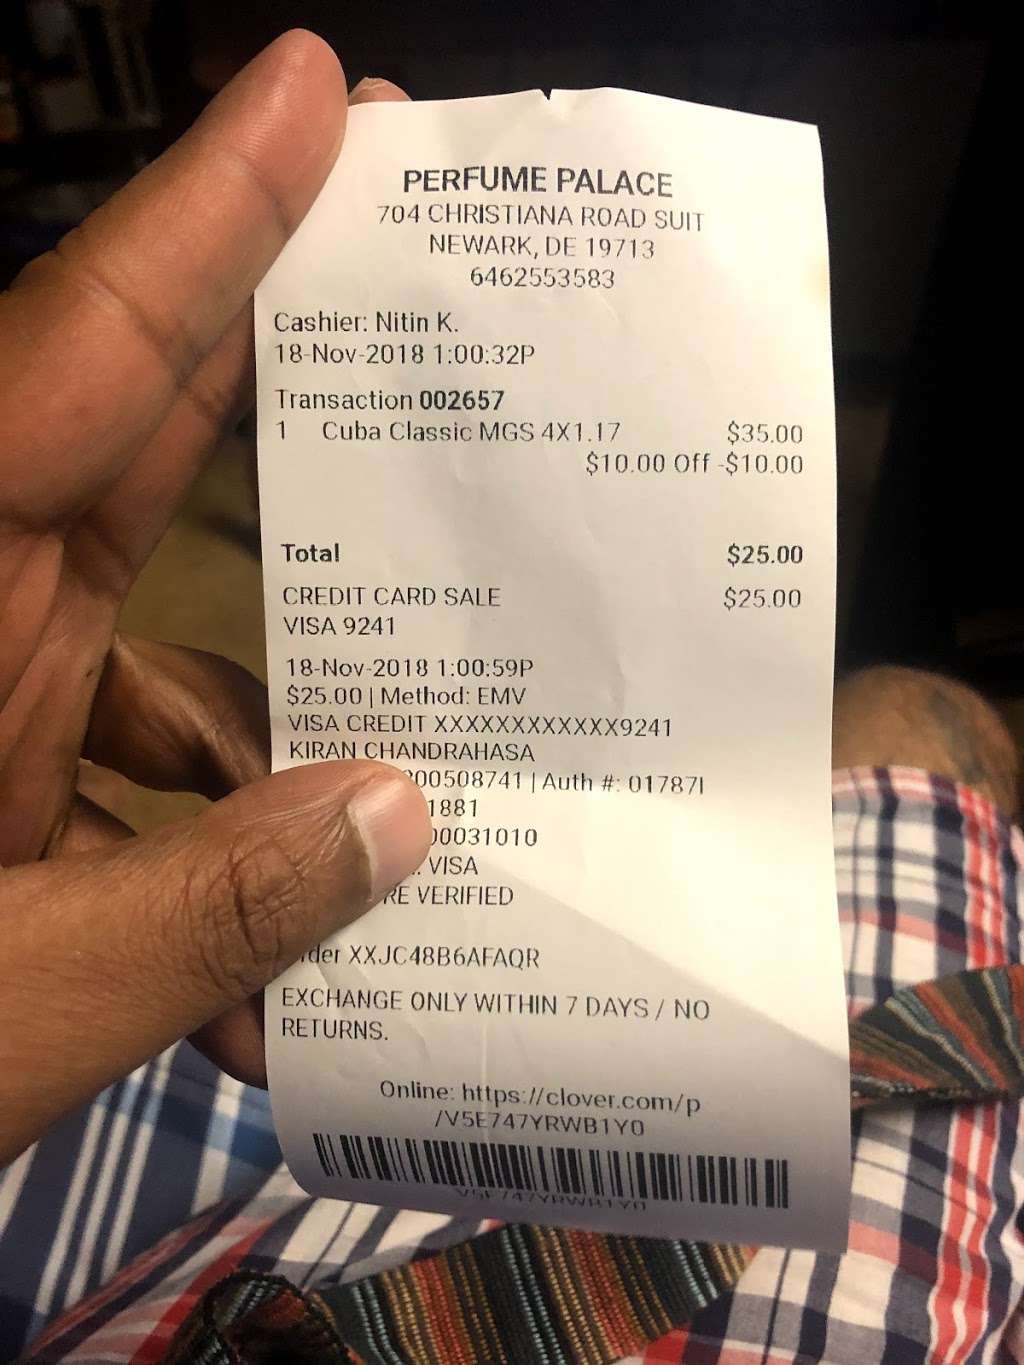 PERFUME PALACE
704 CHRISTIANA ROAD SUIT
NEWARK, DE 19713
6462553583
Cashier: Nitin K.
18-Nov-2018 1:00:32P
Transaction 002657
1 Cuba Classic MGS 4X1.17 $35.00
$10.00 Off -$10.00
Total $25.00
CREDIT CARD SALE $25.00
VISA 9241
18-Nov-2018 1:00:59P
$25.00 | Method: EMV
VISA CREDIT XXXXXXXXXXXX9241
KIRAN CHANDRAHASA
00508741 | Auth #: 01787I
1881
00031010
VISA
VERIFIED
XXJC48B6AFAQR
EXCHANGE ONLY WITHIN 7 DAYS / NO
RETURNS.
Online: https://clover.com/p
/V5E747YRWB1Y0
V5E747YRWB1Y0